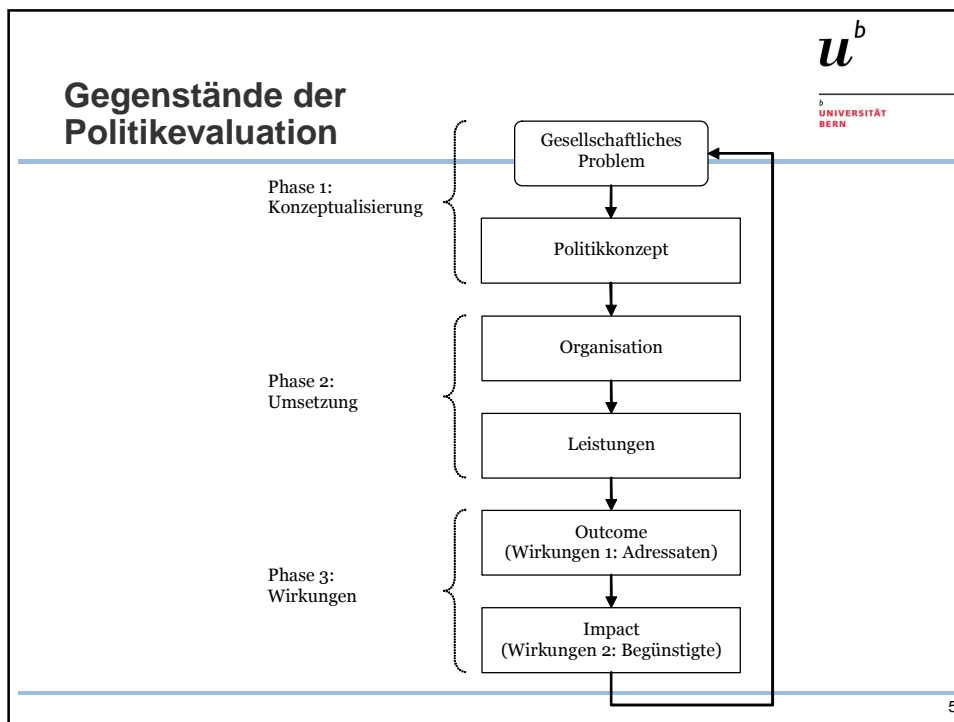 Gegenstände der
Politikevaluation
u^b
b
UNIVERSITÄT
BERN
Phase 1:
Konzeptualisierung
Gesellschaftliches
Problem
Politikkonzept
Phase 2:
Umsetzung
Organisation
Leistungen
Phase 3:
Wirkungen
Outcome
(Wirkungen 1: Adressaten)
Impact
(Wirkungen 2: Begünstigte)
5